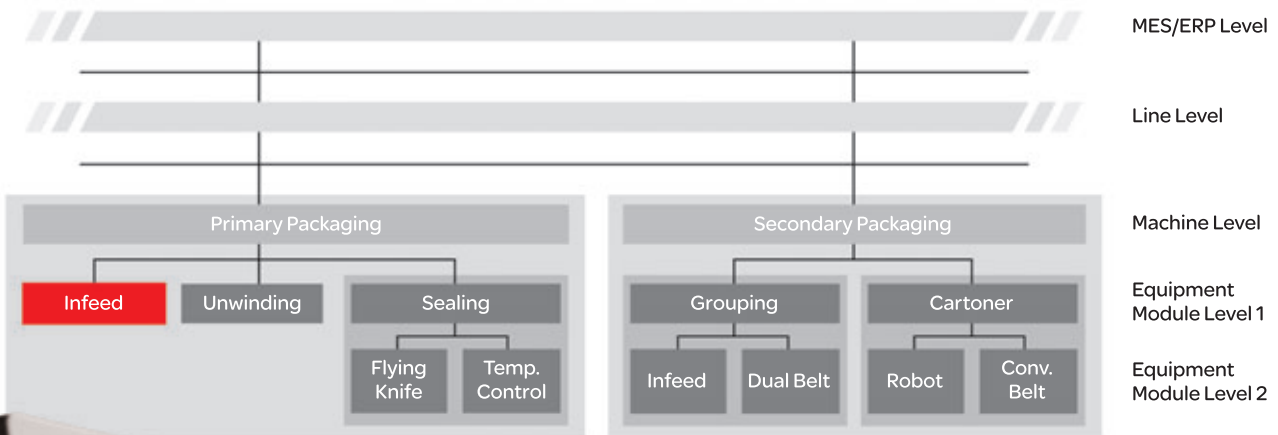 MES/ERP Level
Line Level
Primary Packaging
Secondary Packaging
Machine Level
Infeed
Unwinding
Sealing
Grouping
Cartoner
Equipment
Module Level 1
Flying
Knife
Temp.
Control
Infeed
Dual Belt
Robot
Conv.
Belt
Equipment
Module Level 2